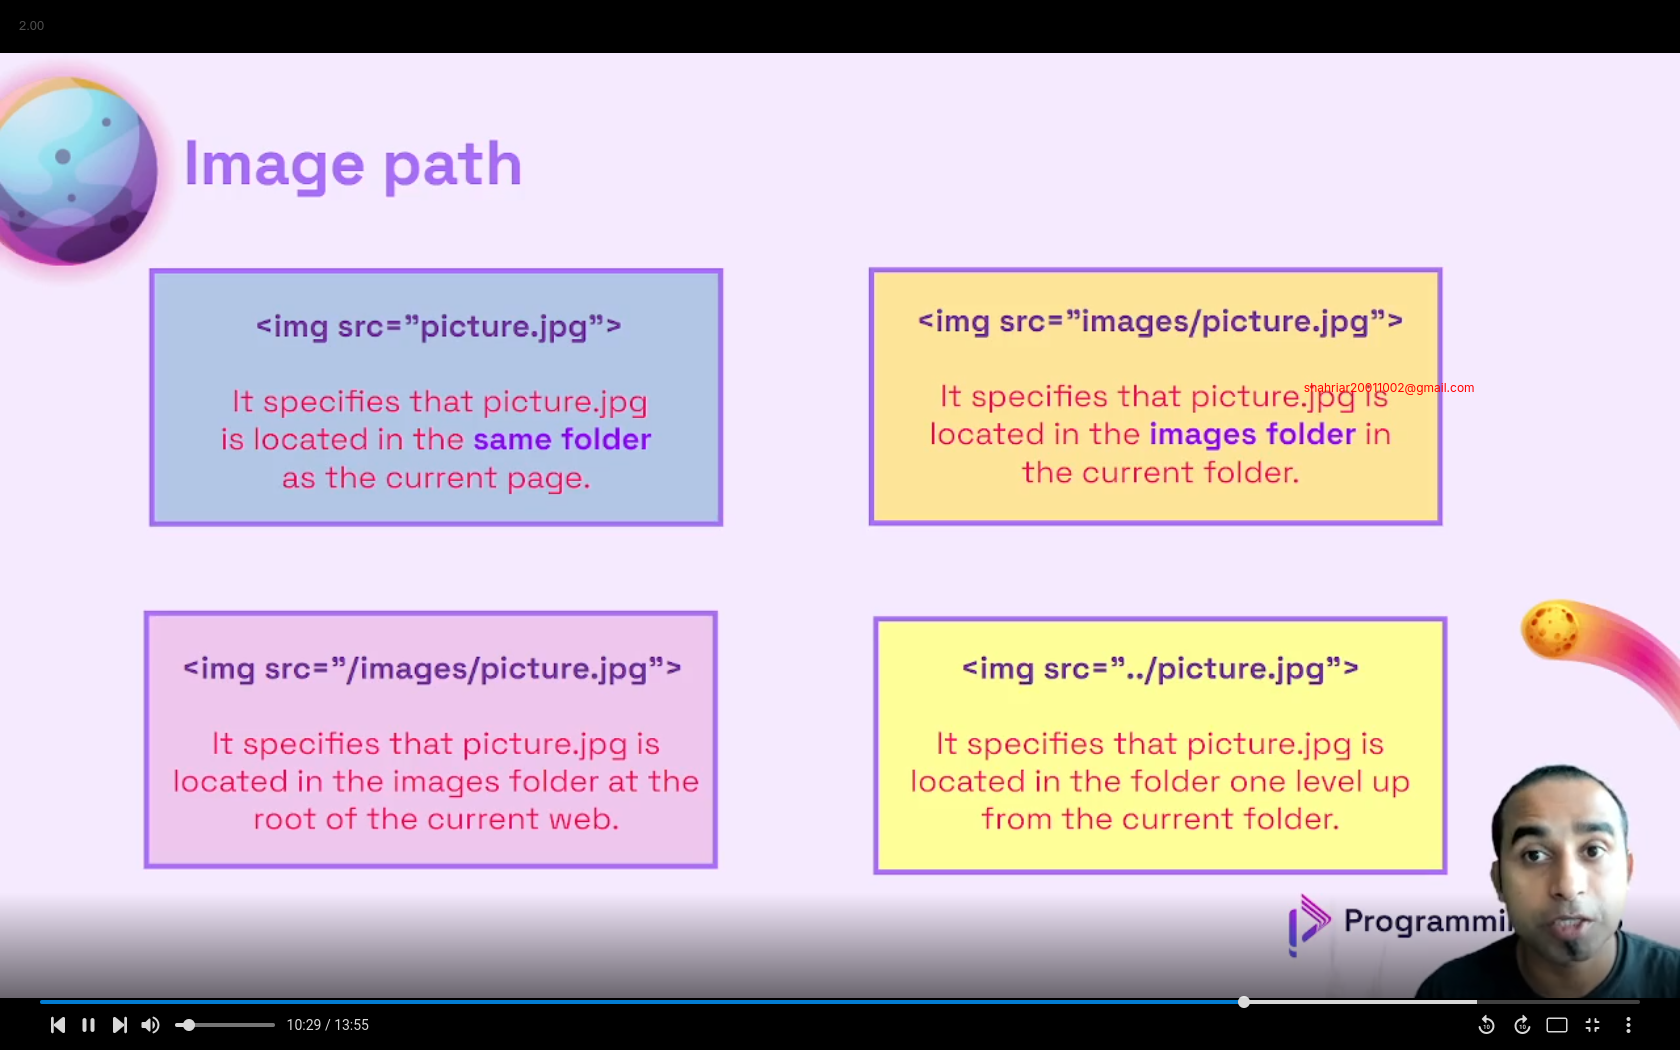 2.00
Image path
<img src=”picture.jpg”>
It specifies that picture.jpg
is located in the same folder
as the current page.
<img src=”images/picture.jpg”>
It specifies that picture.jpg is
located in the images folder in
the current folder.
shahriar20011002@gmail.com
<img src=”/images/picture.jpg”>
It specifies that picture.jpg is
located in the images folder at the
root of the current web.
<img src=”../picture.jpg”>
It specifies that picture.jpg is
located in the folder one level up
from the current folder.
Programmi
10:29 / 13:55
10
10